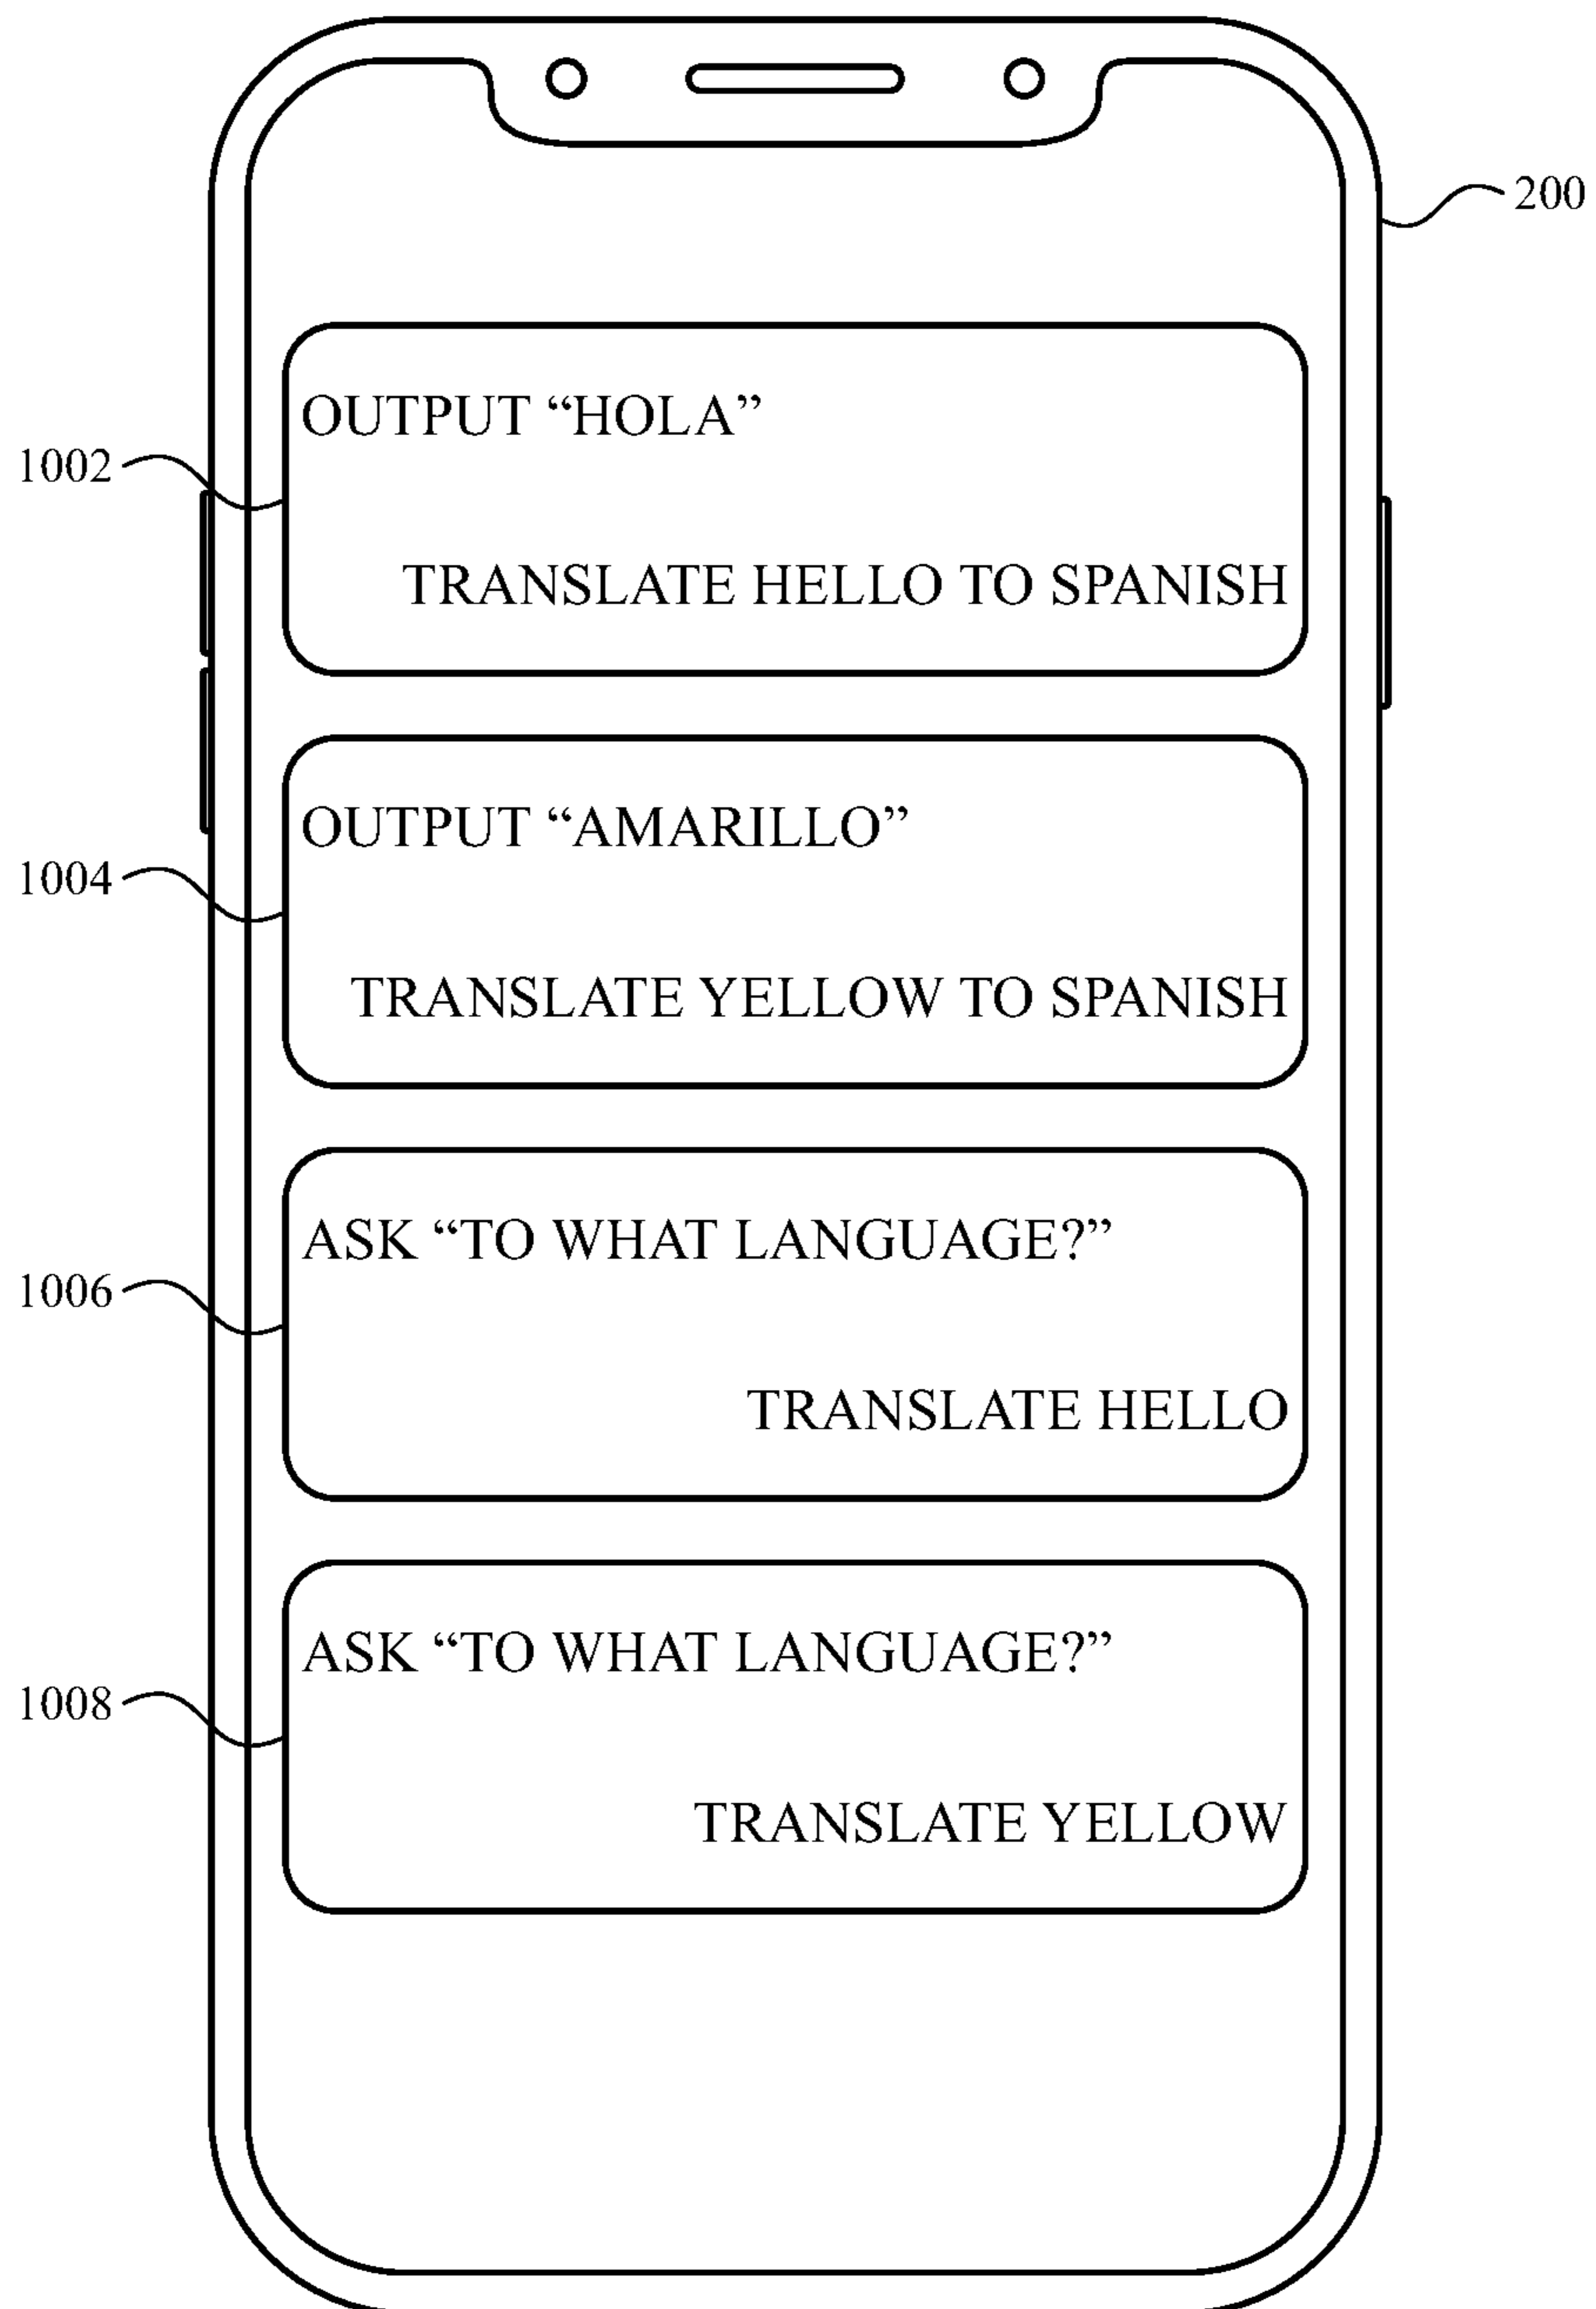 200
OUTPUT “HOLA”
1002
TRANSLATE HELLO TO SPANISH
OUTPUT “AMARILLO”
1004
TRANSLATE YELLOW TO SPANISH
ASK “TO WHAT LANGUAGE?”
1006
TRANSLATE HELLO
ASK “TO WHAT LANGUAGE?”
1008
TRANSLATE YELLOW